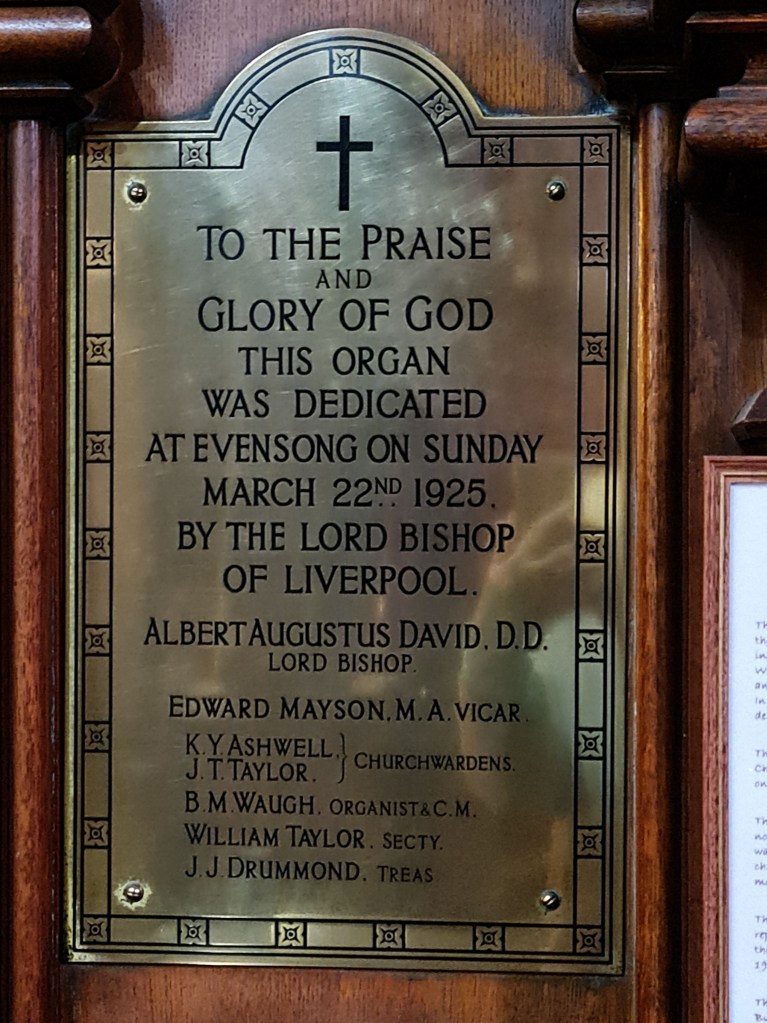 TO THE PRAISE
AND
GLORY OF GOD
THIS ORGAN
WAS DEDICATED
AT EVENSONG ON SUNDAY
MARCH 22ND 1925.
BY THE LORD BISHOP
OF LIVERPOOL.
ALBERT AUGUSTUS DAVID. D.D.
LORD BISHOP.
EDWARD MAYSON. M.A. VICAR.
K.Y. ASHWELL. } CHURCHWARDENS.
J.T. TAYLOR.
B.M. WAUGH. ORGANIST & C.M.
WILLIAM TAYLOR. SECTY.
J.J. DRUMMOND. TREAS